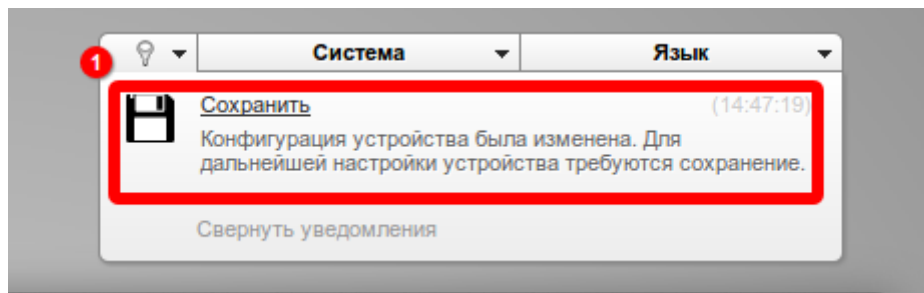 Система
Язык
1
Сохранить
(14:47:19)
Конфигурация устройства была изменена. Для
дальнейшей настройки устройства требуются сохранение.
Свернуть уведомления